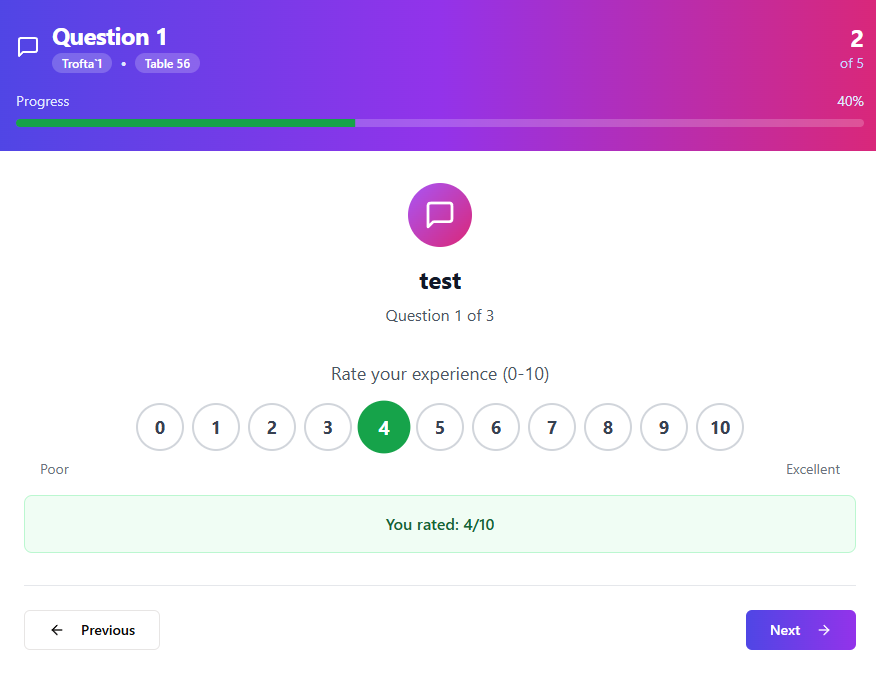 Question 1
2
Trofta`1 • Table 56
of 5
Progress
40%
test
Question 1 of 3
Rate your experience (0-10)
0 1 2 3 4 5 6 7 8 9 10
Poor
Excellent
You rated: 4/10
Previous
Next